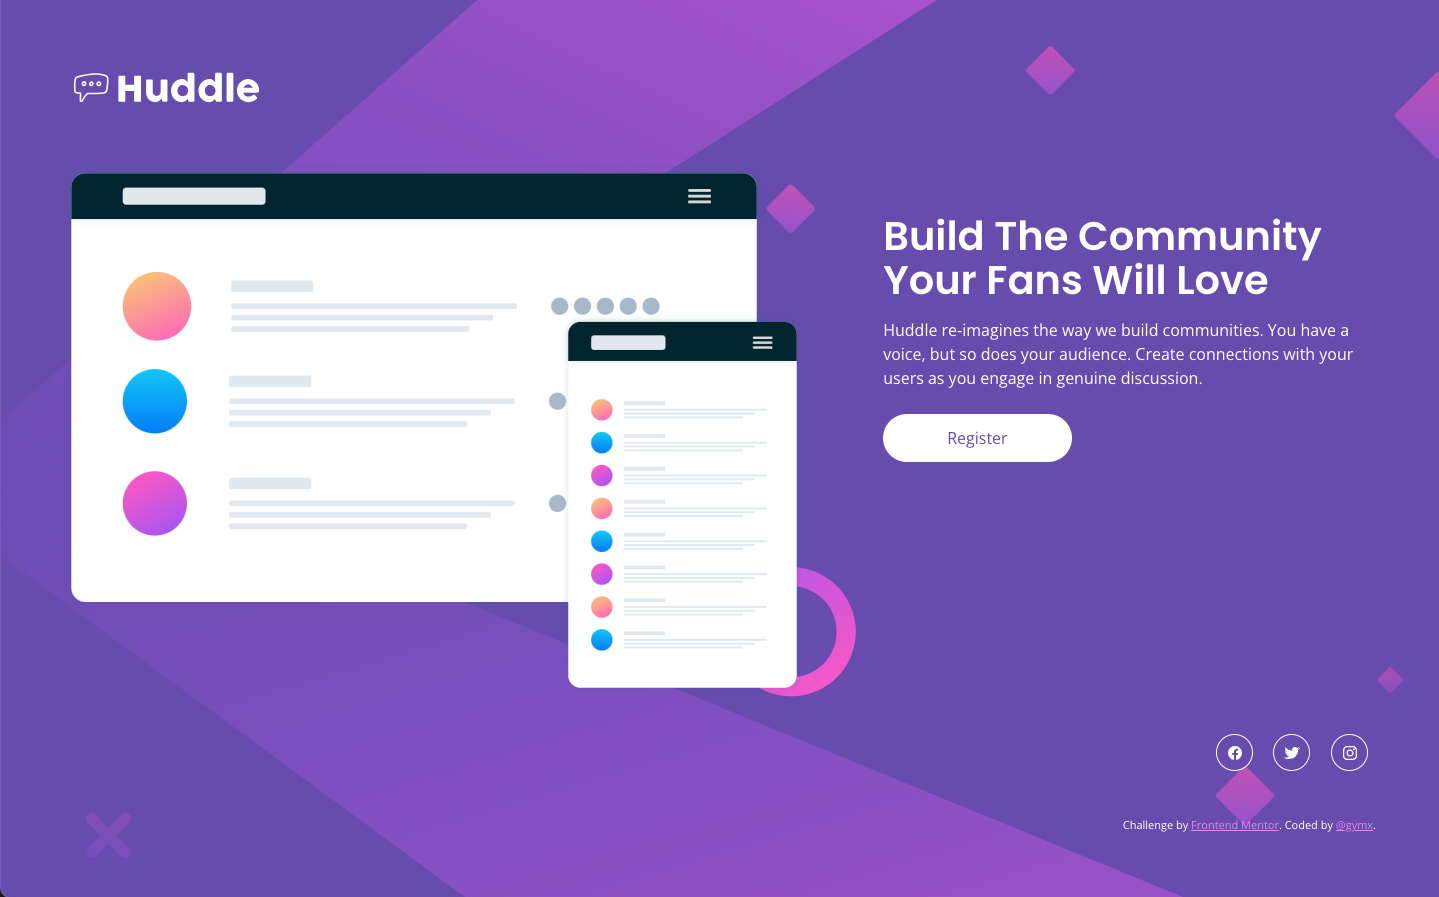 Huddle
Build The Community
Your Fans Will Love
Huddle re-imagines the way we build communities. You have a
voice, but so does your audience. Create connections with your
users as you engage in genuine discussion.
Register
Challenge by Frontend Mentor. Coded by @gymx.